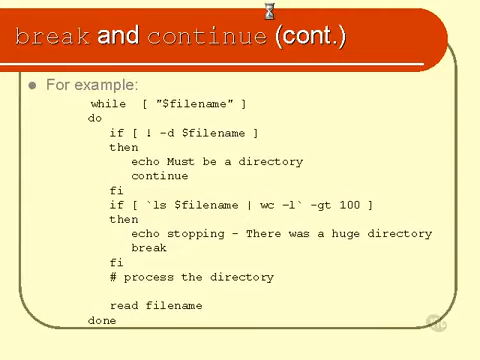 break and continue (cont.)
For example:
while [ "$filename" ]
do
if [ ! -d $filename ]
then
echo Must be a directory
continue
fi
if [ `ls $filename | wc –l` -gt 100 ]
then
echo stopping - There was a huge directory
break
fi
# process the directory
read filename
done